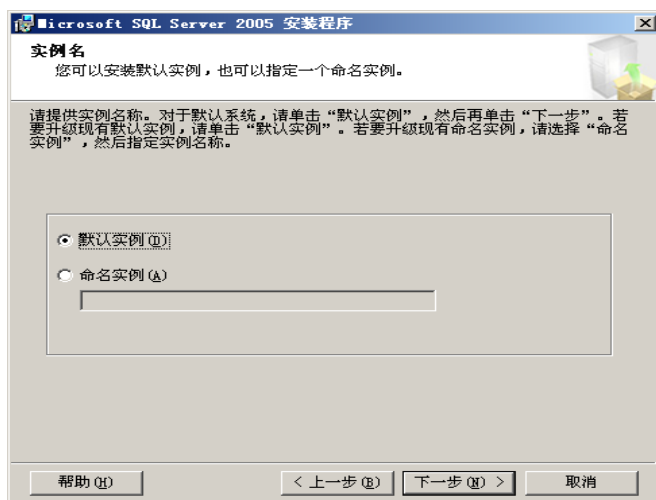 Microsoft SQL Server 2005 安装程序
实例名
您可以安装默认实例，也可以指定一个命名实例。
请提供实例名称。对于默认系统，请单击“默认实例”，然后再单击“下一步”。若
要升级现有默认实例，请单击“默认实例”。若要升级现有命名实例，请选择“命名
实例”，然后指定实例名称。
默认实例(D)
命名实例(A)
帮助(H)
< 上一步(B)
下一步(N) >
取消